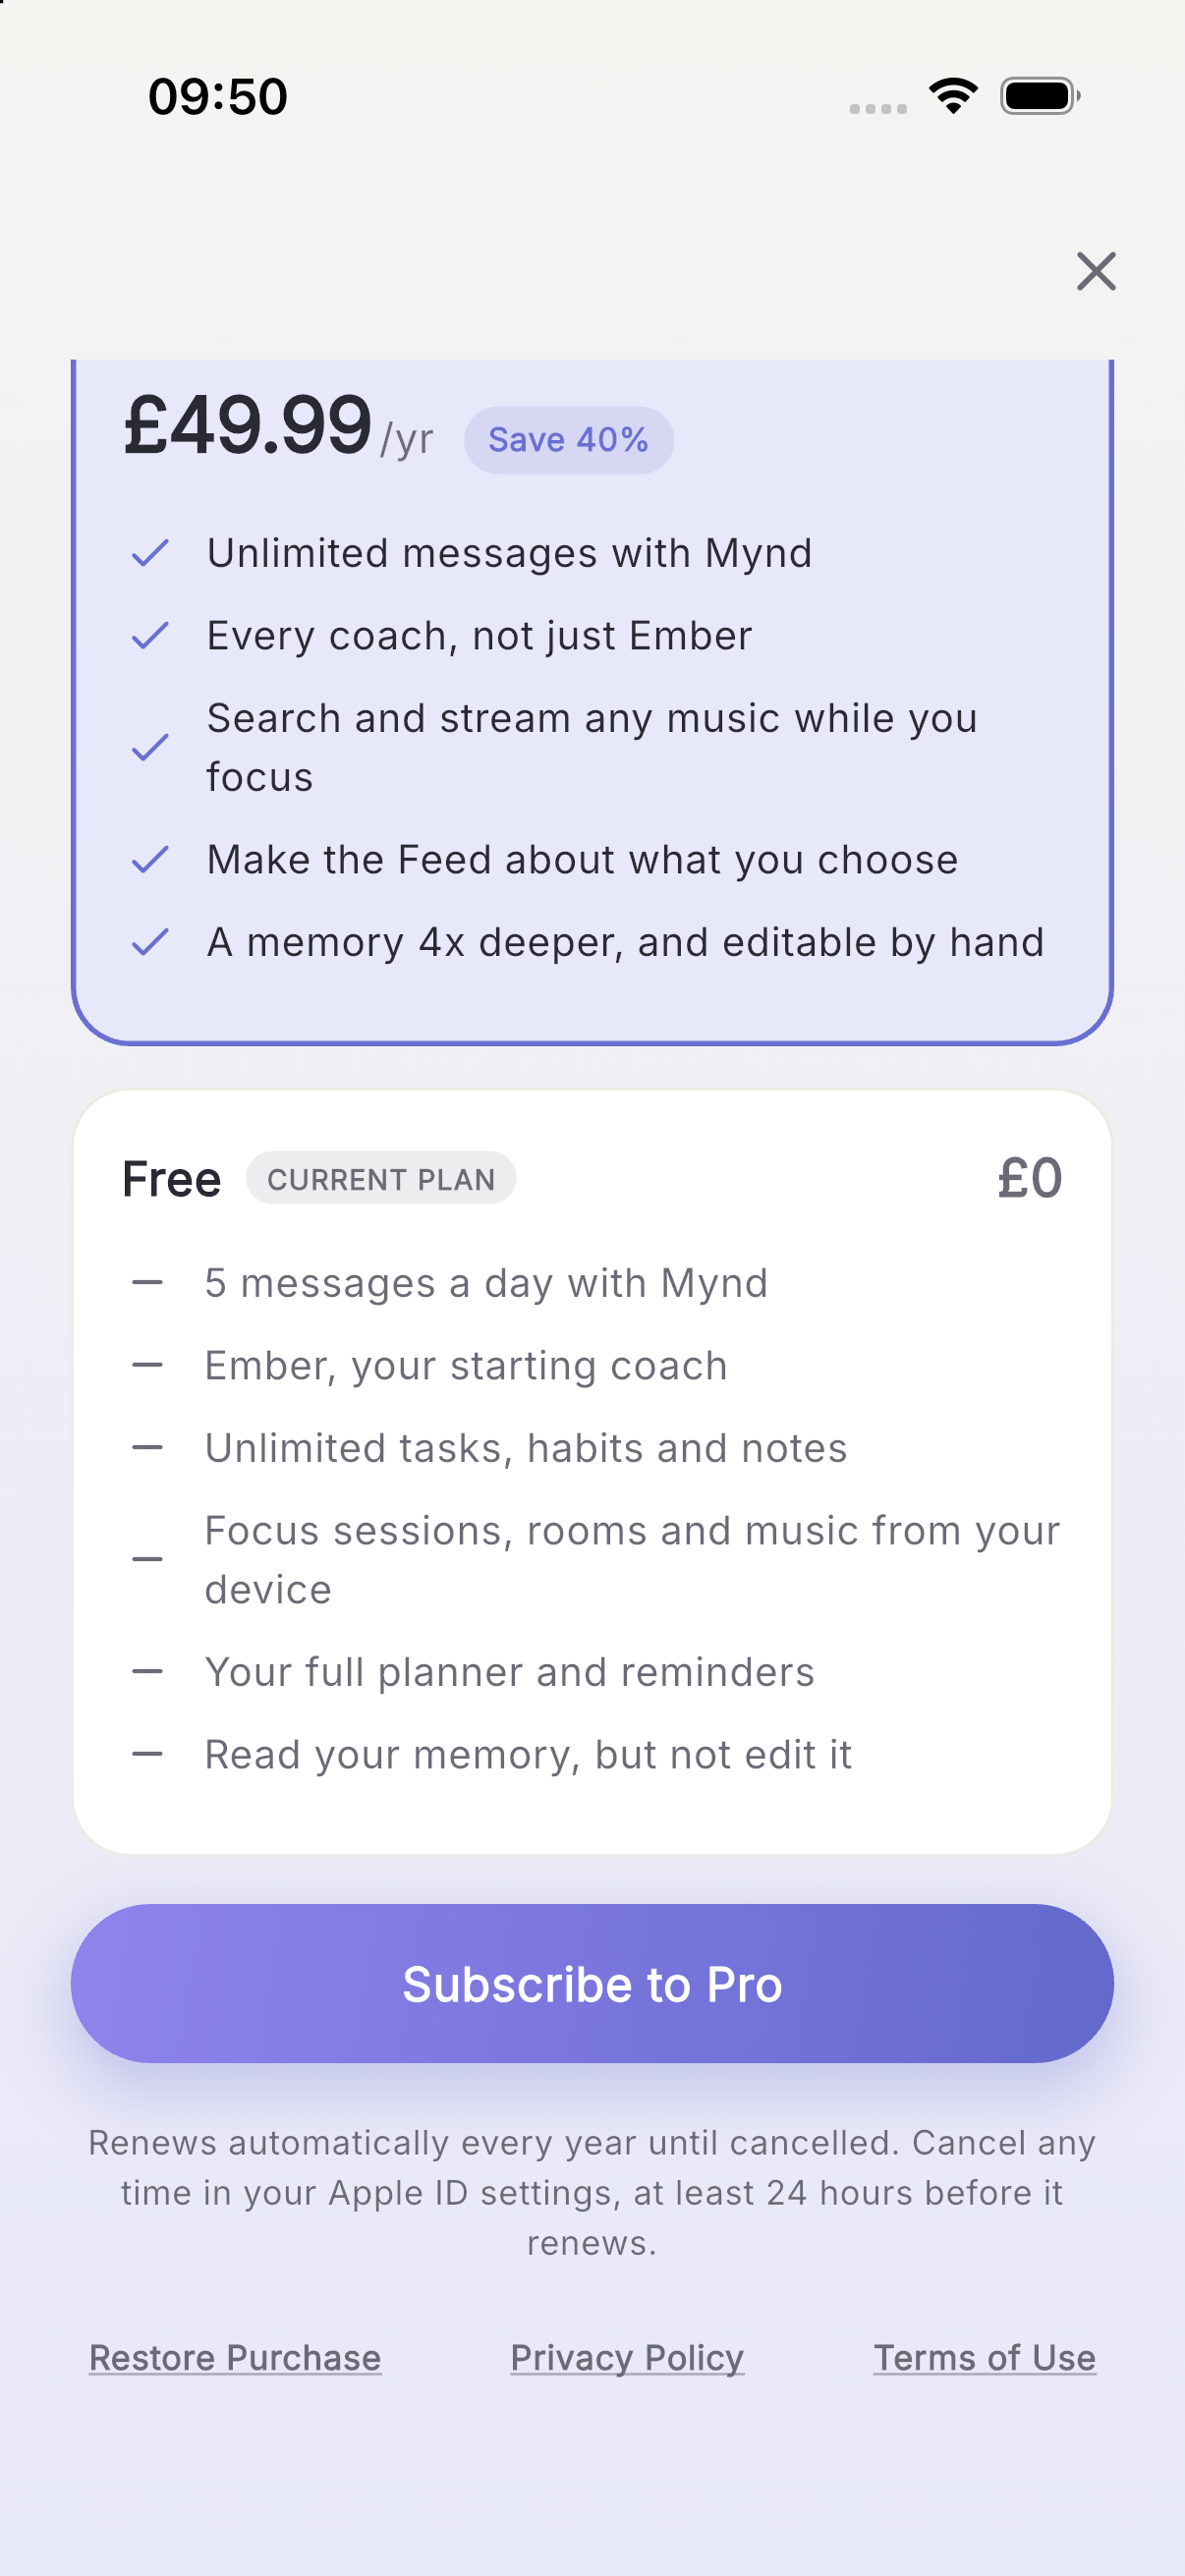 09:50
£49.99/yr Save 40%
Unlimited messages with Mynd
Every coach, not just Ember
Search and stream any music while you
focus
Make the Feed about what you choose
A memory 4x deeper, and editable by hand
Free CURRENT PLAN £0
5 messages a day with Mynd
Ember, your starting coach
Unlimited tasks, habits and notes
Focus sessions, rooms and music from your
device
Your full planner and reminders
Read your memory, but not edit it
Subscribe to Pro
Renews automatically every year until cancelled. Cancel any
time in your Apple ID settings, at least 24 hours before it
renews.
Restore Purchase Privacy Policy Terms of Use